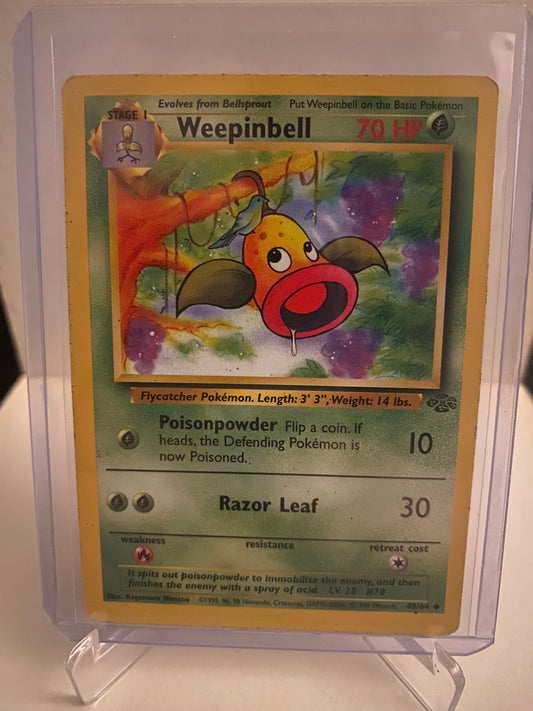 Evolves from Bellsprout Put Weepinbell on the Basic Pokémon
STAGE 1
Weepinbell 70 HP
Flycatcher Pokémon. Length: 3' 3", Weight: 14 lbs.
Poisonpowder Flip a coin. If
heads, the Defending Pokémon is
now Poisoned.
10
Razor Leaf 30
weakness resistance retreat cost
It spits out poisonpowder to immobilize the enemy, and then
finishes the enemy with a spray of acid. LV. 28 #70
Illus. Kagemaru Himeno ©1995, 96, 98 Nintendo, Creatures, GAMEFREAK. ©1999 Wizards. 48/64